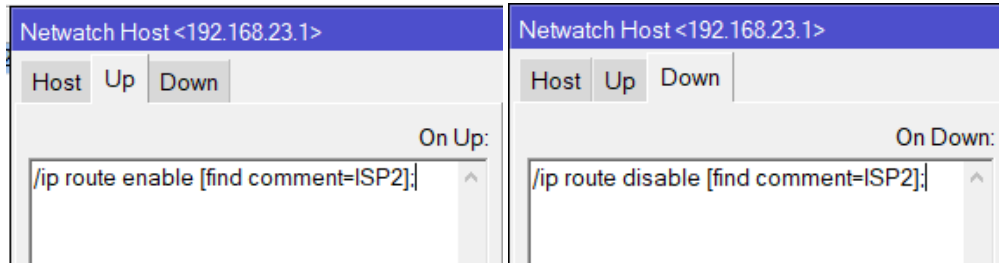 Netwatch Host <192.168.23.1>
Host Up Down
On Up:
/ip route enable [find comment=ISP2];
Netwatch Host <192.168.23.1>
Host Up Down
On Down:
/ip route disable [find comment=ISP2];